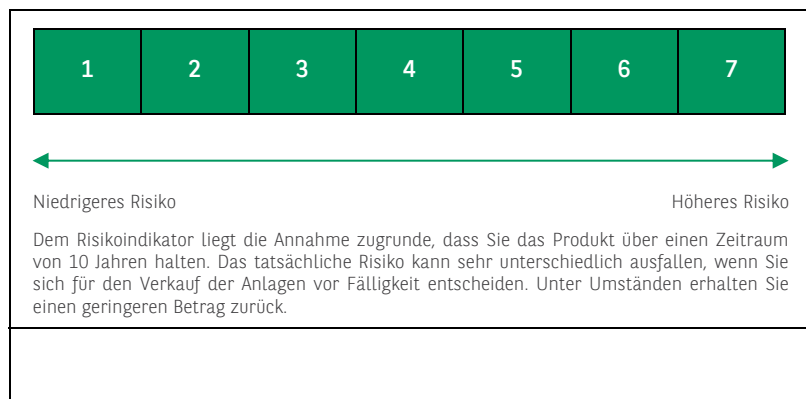 1 2 3 4 5 6 7
Niedrigeres Risiko Höheres Risiko
Dem Risikoindikator liegt die Annahme zugrunde, dass Sie das Produkt über einen Zeitraum
von 10 Jahren halten. Das tatsächliche Risiko kann sehr unterschiedlich ausfallen, wenn Sie
sich für den Verkauf der Anlagen vor Fälligkeit entscheiden. Unter Umständen erhalten Sie
einen geringeren Betrag zurück.